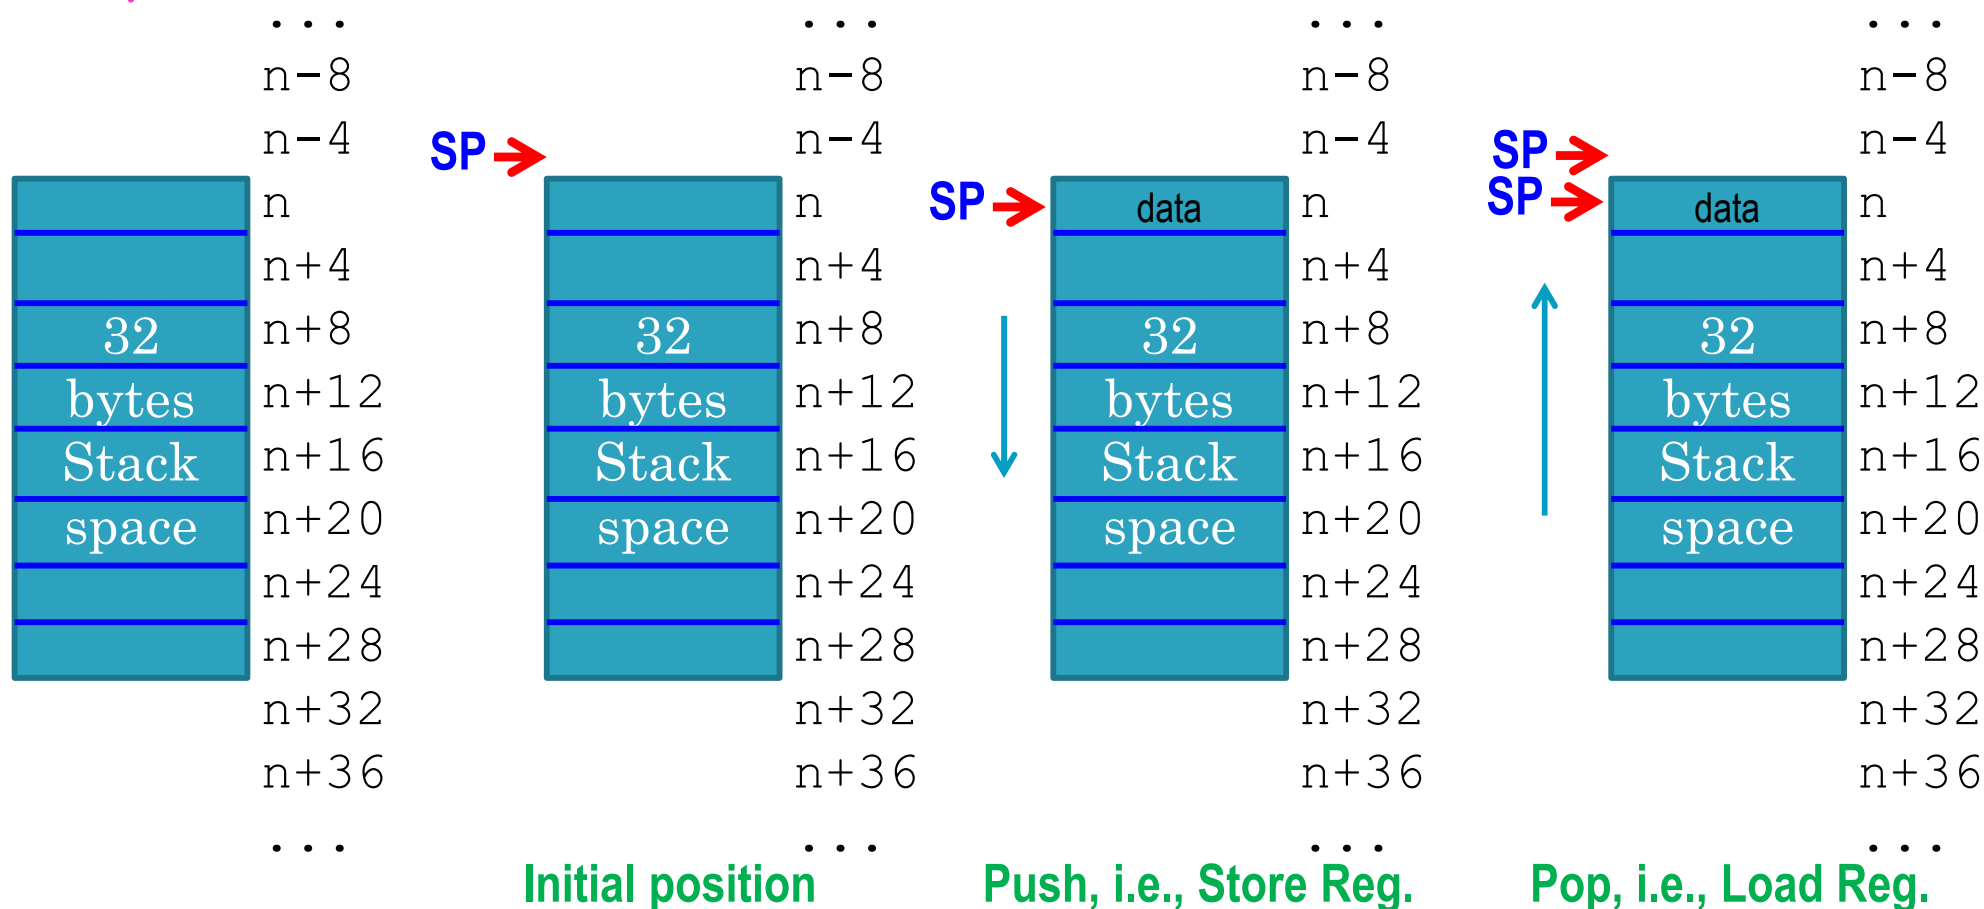 ... ... ... ...
n-8 n-8 n-8 n-8
n-4 SP n-4 n-4 SP n-4
n n SP data n SP data n
n+4 n+4 n+4 n+4
32 n+8 32 n+8 32 n+8 32 n+8
bytes n+12 bytes n+12 bytes n+12 bytes n+12
Stack n+16 Stack n+16 Stack n+16 Stack n+16
space n+20 space n+20 space n+20 space n+20
n+24 n+24 n+24 n+24
n+28 n+28 n+28 n+28
n+32 n+32 n+32 n+32
n+36 n+36 n+36 n+36
... ... ... ...
Initial position Push, i.e., Store Reg. Pop, i.e., Load Reg.